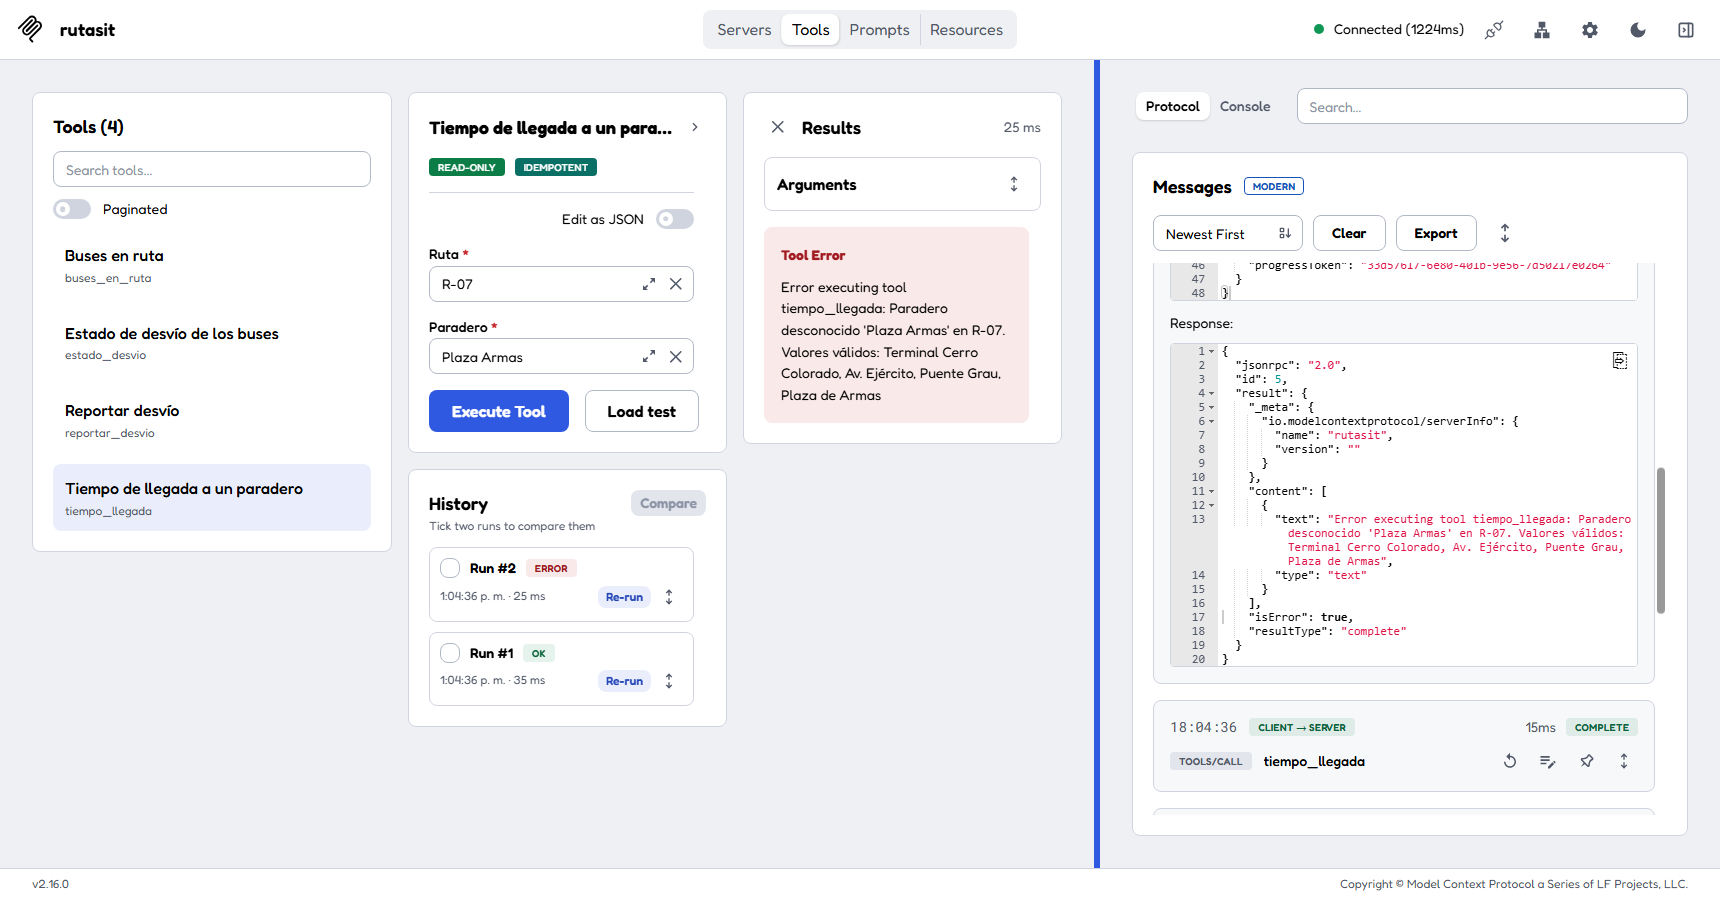 rutasit
Servers
Tools
Prompts
Resources
Connected (1224ms)
Tools (4)
Search tools...
Paginated
Buses en ruta
buses_en_ruta
Estado de desvío de los buses
estado_desvio
Reportar desvío
reportar_desvio
Tiempo de llegada a un paradero
tiempo_llegada
Tiempo de llegada a un para...
READ-ONLY
IDEMPOTENT
Edit as JSON
Ruta *
R-07
Paradero *
Plaza Armas
Execute Tool
Load test
History
Compare
Tick two runs to compare them
Run #2
ERROR
1:04:36 p. m. · 25 ms
Re-run
Run #1
OK
1:04:36 p. m. · 35 ms
Re-run
Results
25 ms
Arguments
Tool Error
Error executing tool
tiempo_llegada: Paradero
desconocido 'Plaza Armas' en R-07.
Valores válidos: Terminal Cerro
Colorado, Av. Ejército, Puente Grau,
Plaza de Armas
Protocol
Console
Search...
Messages
MODERN
Newest First
Clear
Export
46 "progressToken": "33d57617-6e80-401b-9e56-7d50217e0264"
47 }
48 }
Response:
1 {
2 "jsonrpc": "2.0",
3 "id": 5,
4 "result": {
5 "_meta": {
6 "io.modelcontextprotocol/serverInfo": {
7 "name": "rutasit",
8 "version": ""
9 }
10 },
11 "content": [
12 {
13 "text": "Error executing tool tiempo_llegada: Paradero
desconocido 'Plaza Armas' en R-07. Valores válidos:
Terminal Cerro Colorado, Av. Ejército, Puente Grau,
Plaza de Armas",
14 "type": "text"
15 }
16 ],
17 "isError": true,
18 "resultType": "complete"
19 }
20 }
18:04:36
CLIENT → SERVER
15ms
COMPLETE
TOOLS/CALL
tiempo_llegada
v2.16.0
Copyright © Model Context Protocol a Series of LF Projects, LLC.